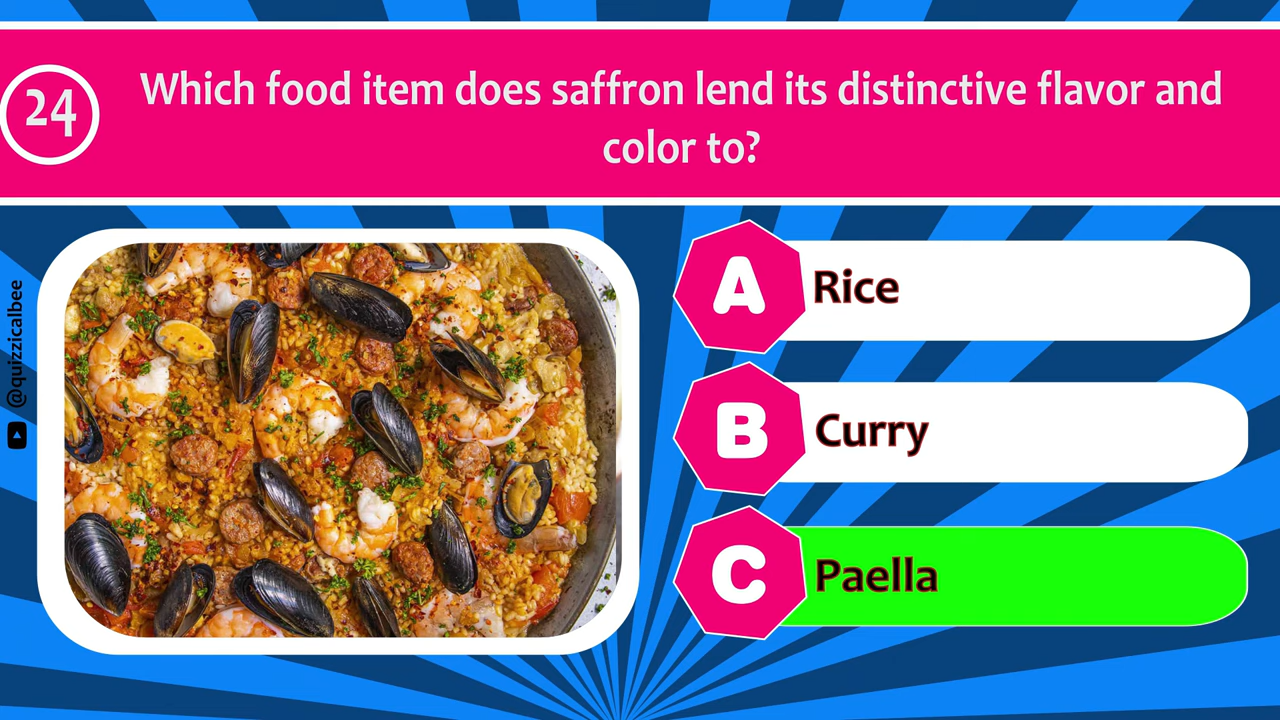 24
Which food item does saffron lend its distinctive flavor and
color to?
@quizzicalbee
A Rice
B Curry
C Paella